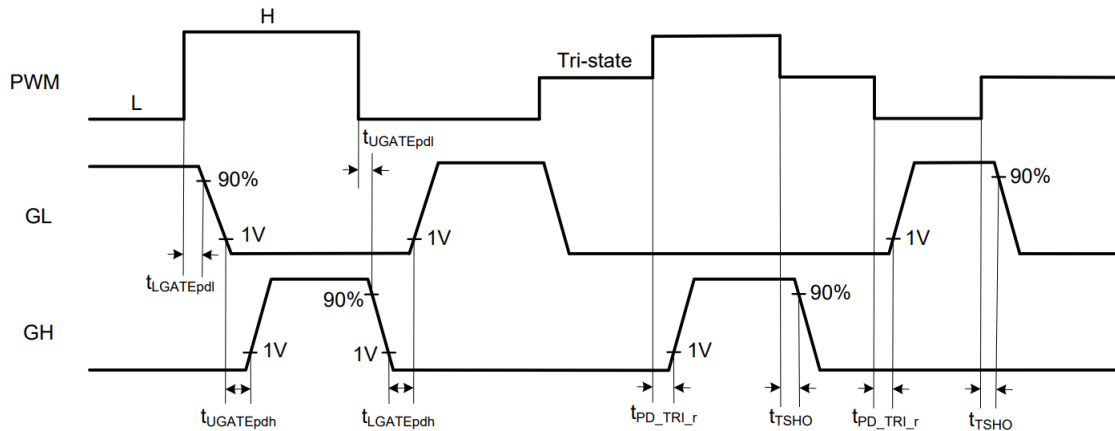 H
Tri-state
PWM
L
tUGATEpdl
90%
90%
GL
1V
1V
1V
tLGATEpdl
90%
90%
GH
1V
1V
1V
tUGATEpdh
tLGATEpdh
tPD_TRI_r
tTSHO
tPD_TRI_r
tTSHO